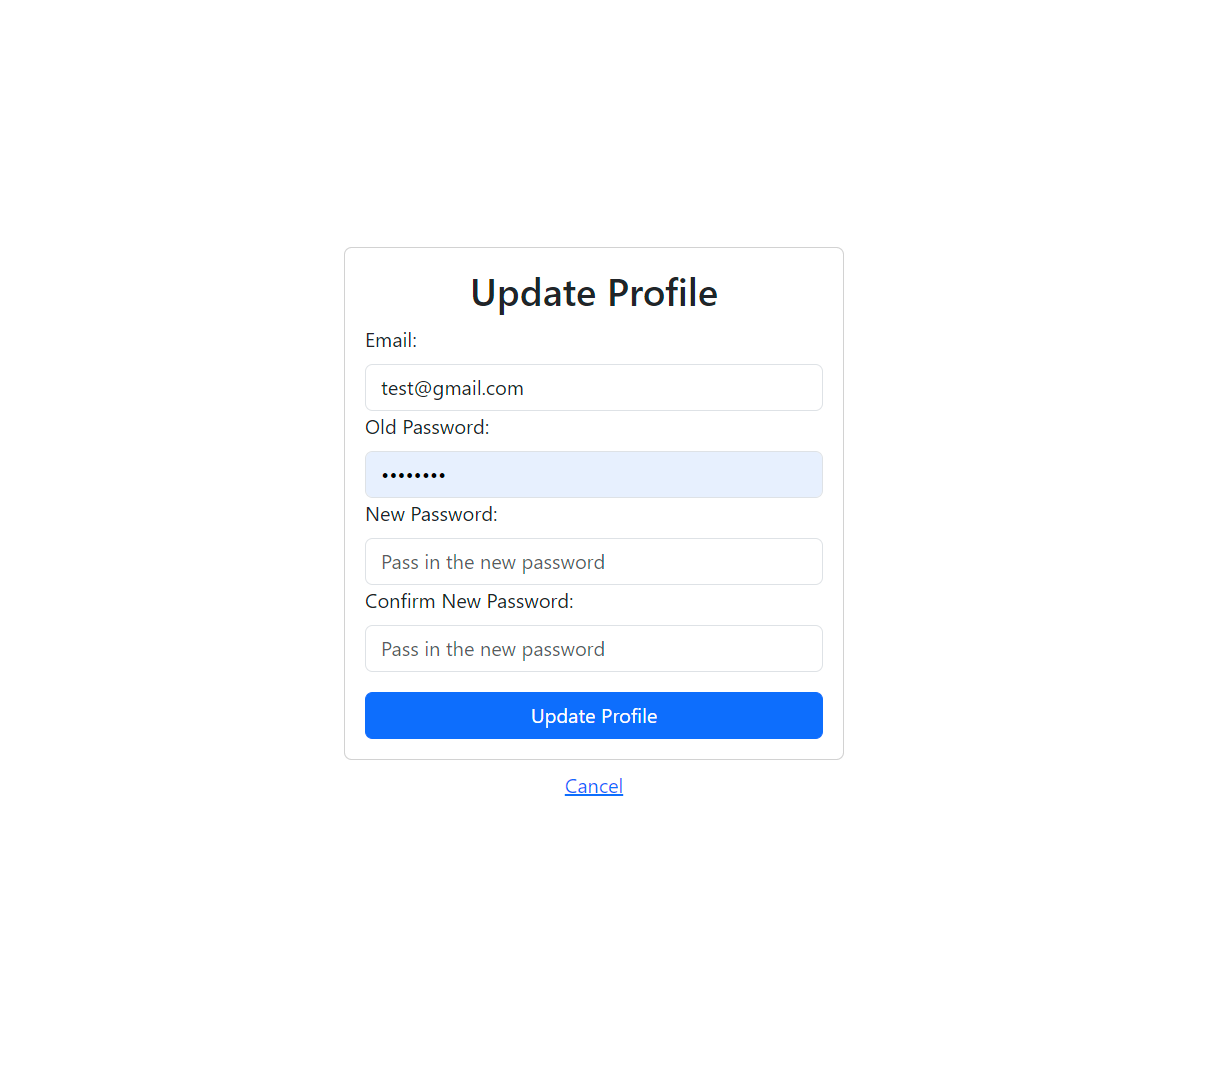 Update Profile
Email:
test@gmail.com
Old Password:
••••••••
New Password:
Pass in the new password
Confirm New Password:
Pass in the new password
Update Profile
Cancel